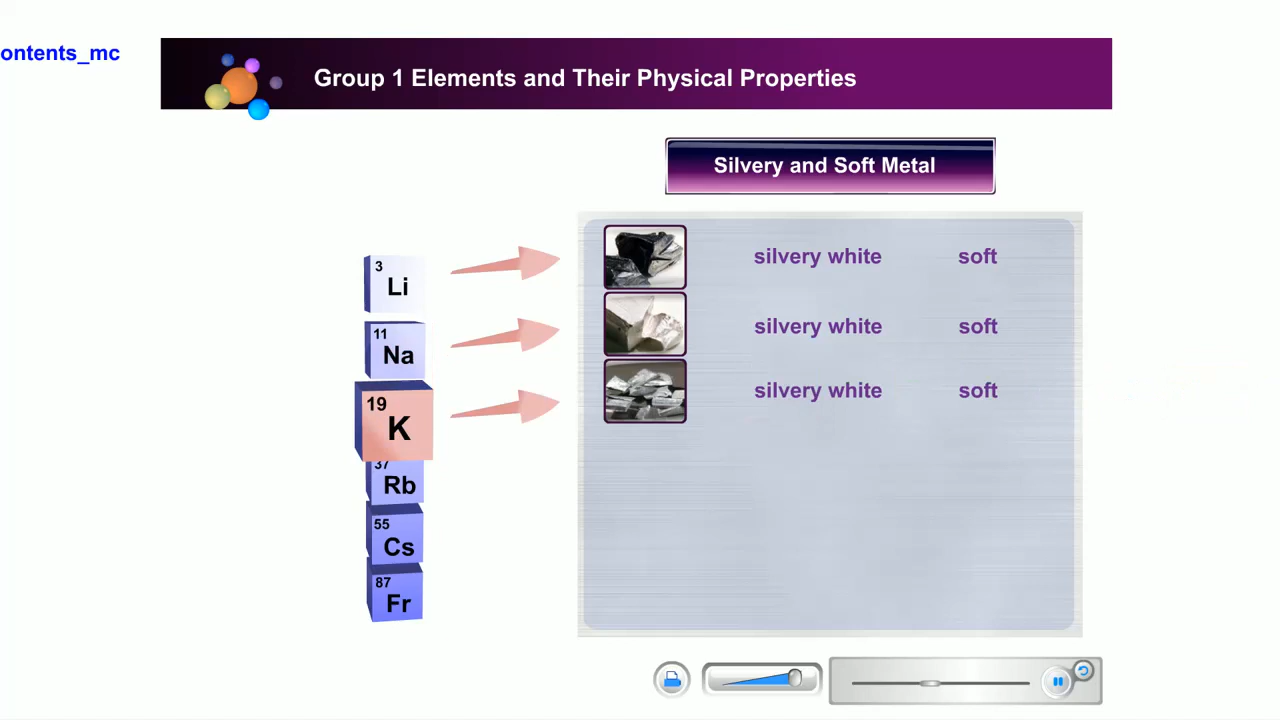 ontents_mc
Group 1 Elements and Their Physical Properties
Silvery and Soft Metal
3
Li
silvery white soft
11
Na
silvery white soft
19
K
silvery white soft
37
Rb
55
Cs
87
Fr